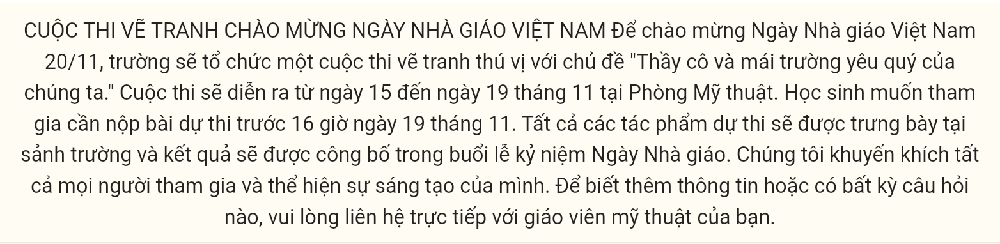 CUỘC THI VẼ TRANH CHÀO MỪNG NGÀY NHÀ GIÁO VIỆT NAM Để chào mừng Ngày Nhà giáo Việt Nam
20/11, trường sẽ tổ chức một cuộc thi vẽ tranh thú vị với chủ đề "Thầy cô và mái trường yêu quý của
chúng ta." Cuộc thi sẽ diễn ra từ ngày 15 đến ngày 19 tháng 11 tại Phòng Mỹ thuật. Học sinh muốn tham
gia cần nộp bài dự thi trước 16 giờ ngày 19 tháng 11. Tất cả các tác phẩm dự thi sẽ được trưng bày tại
sảnh trường và kết quả sẽ được công bố trong buổi lễ kỷ niệm Ngày Nhà giáo. Chúng tôi khuyến khích tất
cả mọi người tham gia và thể hiện sự sáng tạo của mình. Để biết thêm thông tin hoặc có bất kỳ câu hỏi
nào, vui lòng liên hệ trực tiếp với giáo viên mỹ thuật của bạn.